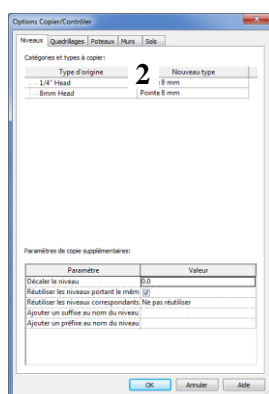 Options Copier/Contrôler
Niveaux Quadrillages Poteaux Murs Sols
Catégories et types à copier:
Type d'origine Nouveau type
2
1/4" Head 8 mm
8mm Head Pointe 8 mm
Paramètres de copie supplémentaires:
Paramètre Valeur
Décaler le niveau 0.0
Réutiliser les niveaux portant le mêm
Réutiliser les niveaux correspondants Ne pas réutiliser
Ajouter un suffixe au nom du niveau
Ajouter un préfixe au nom du niveau
OK Annuler Aide